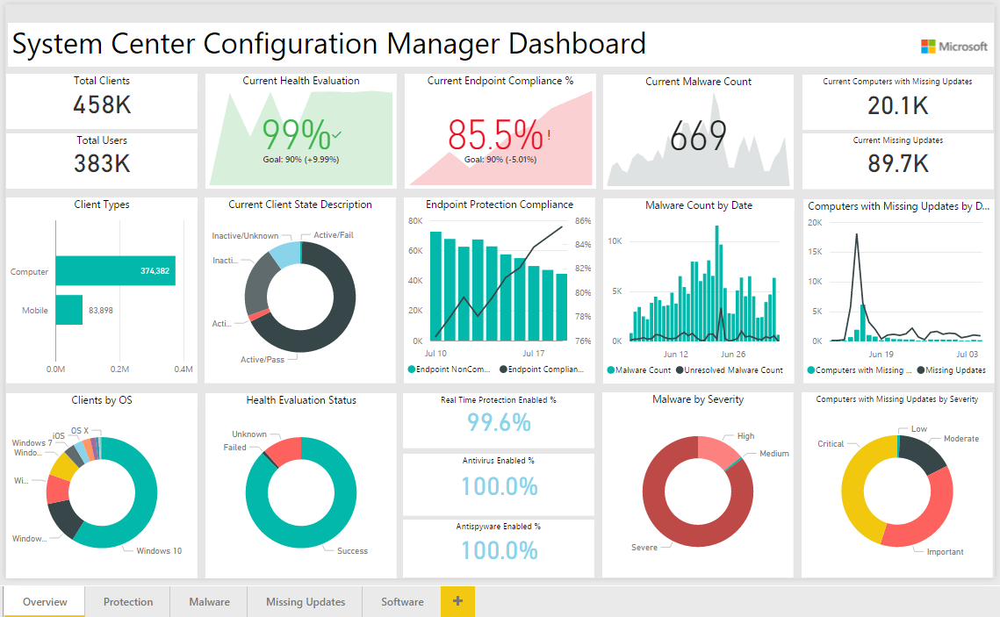 System Center Configuration Manager Dashboard
Microsoft
Total Clients
458K
Total Users
383K
Current Health Evaluation
99%
Goal: 90% (+9.99%)
Current Endpoint Compliance %
85.5%!
Goal: 90% (-5.01%)
Current Malware Count
669
Current Computers with Missing Updates
20.1K
Current Missing Updates
89.7K
Client Types
Computer
374,382
Mobile
83,898
0.0M 0.2M 0.4M
Current Client State Description
Inactive/Unknown
Active/Fail
Inacti...
Acti...
Active/Pass
Endpoint Protection Compliance
80K
60K
40K
20K
0K
86%
84%
82%
80%
78%
76%
Jul 10 Jul 17
Endpoint NonCom... Endpoint Complian...
Malware Count by Date
10K
5K
0K
Jun 12 Jun 26
Malware Count Unresolved Malware Count
Computers with Missing Updates by D...
20K
15K
10K
5K
0K
Jun 19 Jul 03
Computers with Missing ... Missing Updates
Clients by OS
OS X
iOS
Windows 7
Windo...
Wi...
Window...
Windows 10
Health Evaluation Status
Unknown
Failed
Success
Real Time Protection Enabled %
99.6%
Antivirus Enabled %
100.0%
Antispyware Enabled %
100.0%
Malware by Severity
High
Medium
Severe
Computers with Missing Updates by Severity
Low
Moderate
Critical
Important
Overview Protection Malware Missing Updates Software +